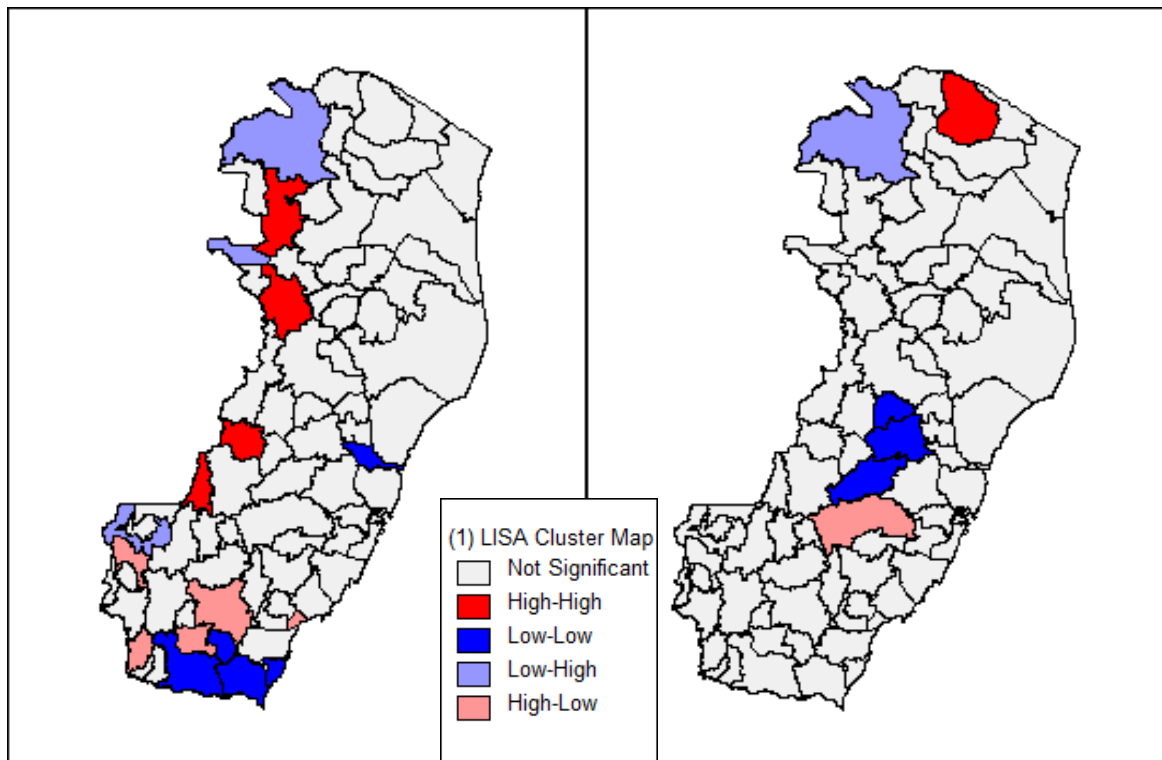 (1) LISA Cluster Map
Not Significant
High-High
Low-Low
Low-High
High-Low